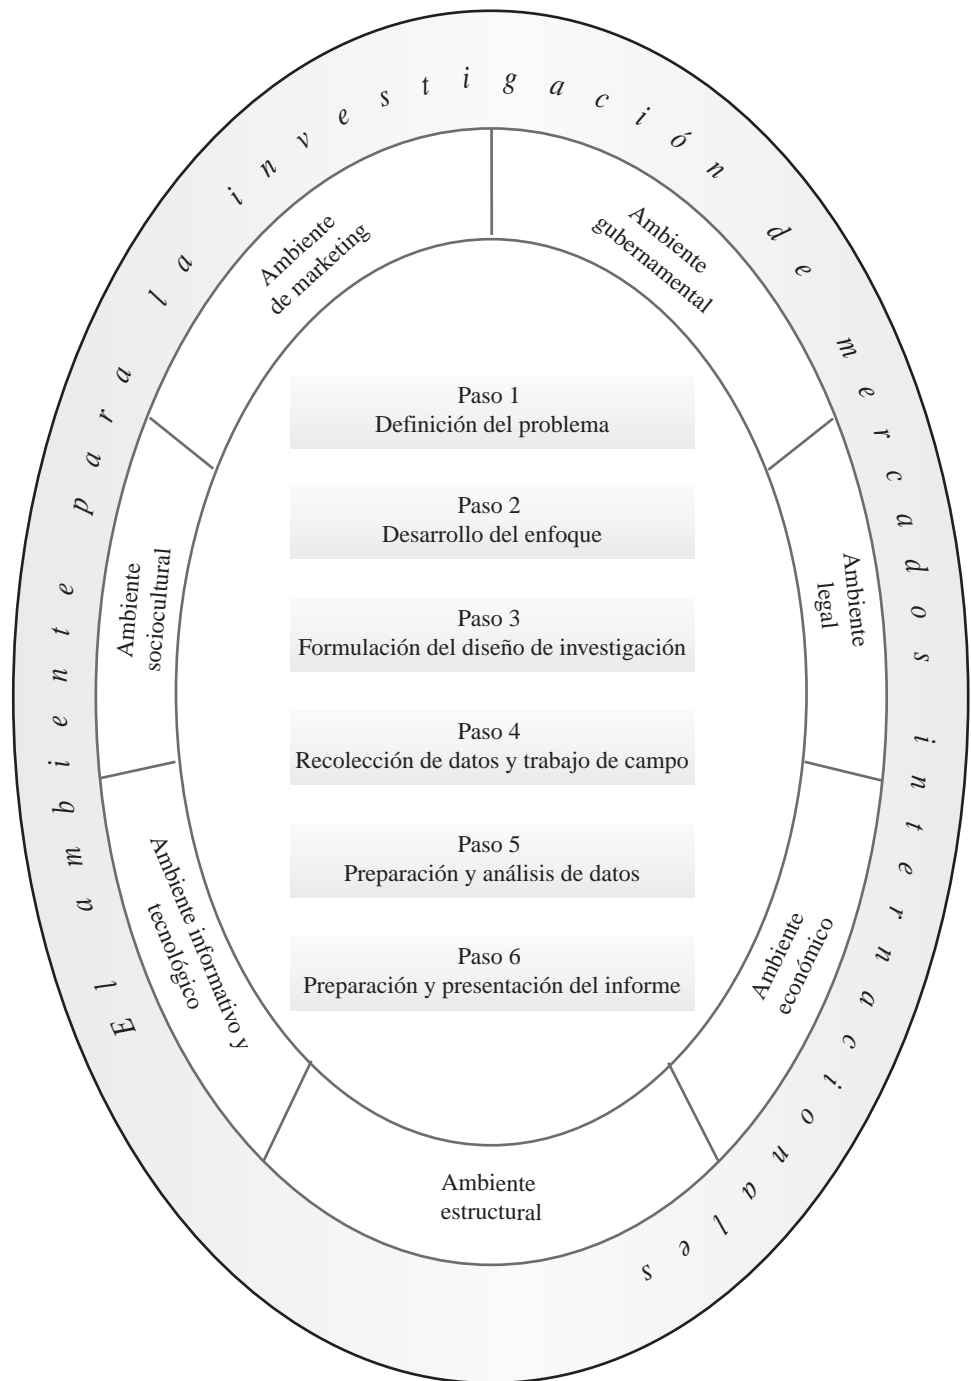 El ambiente para la investigación de mercados internacionales
Ambiente
de marketing
Ambiente
gubernamental
Ambiente
sociocultural
Ambiente
legal
Ambiente informativo y
tecnológico
Ambiente
económico
Ambiente
estructural
Paso 1
Definición del problema
Paso 2
Desarrollo del enfoque
Paso 3
Formulación del diseño de investigación
Paso 4
Recolección de datos y trabajo de campo
Paso 5
Preparación y análisis de datos
Paso 6
Preparación y presentación del informe